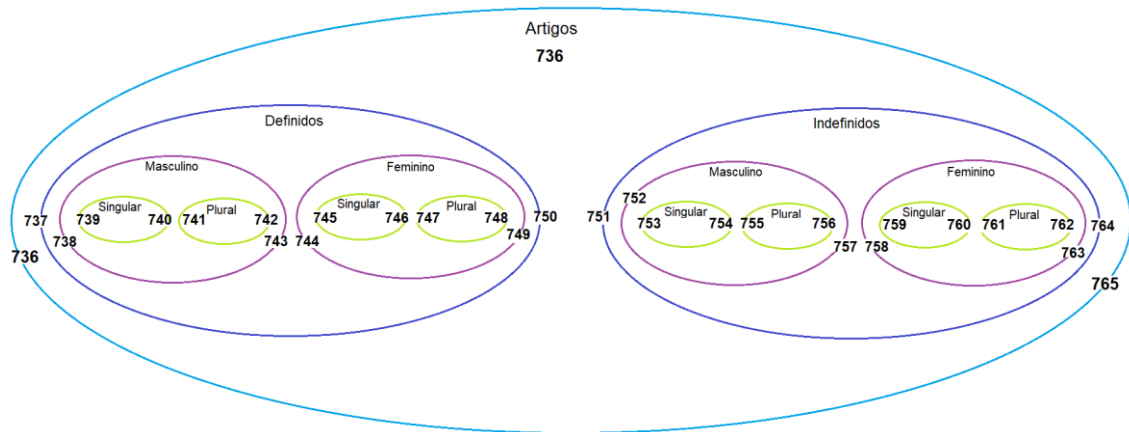 Artigos
736
Definidos
Indefinidos
Masculino
Feminino
Masculino
Feminino
Singular
Plural
Singular
Plural
Singular
Plural
Singular
Plural
737
739
740
741
742
745
746
747
748
750
751
752
753
754
755
756
759
760
761
762
764
736
738
743
744
749
757
758
763
765